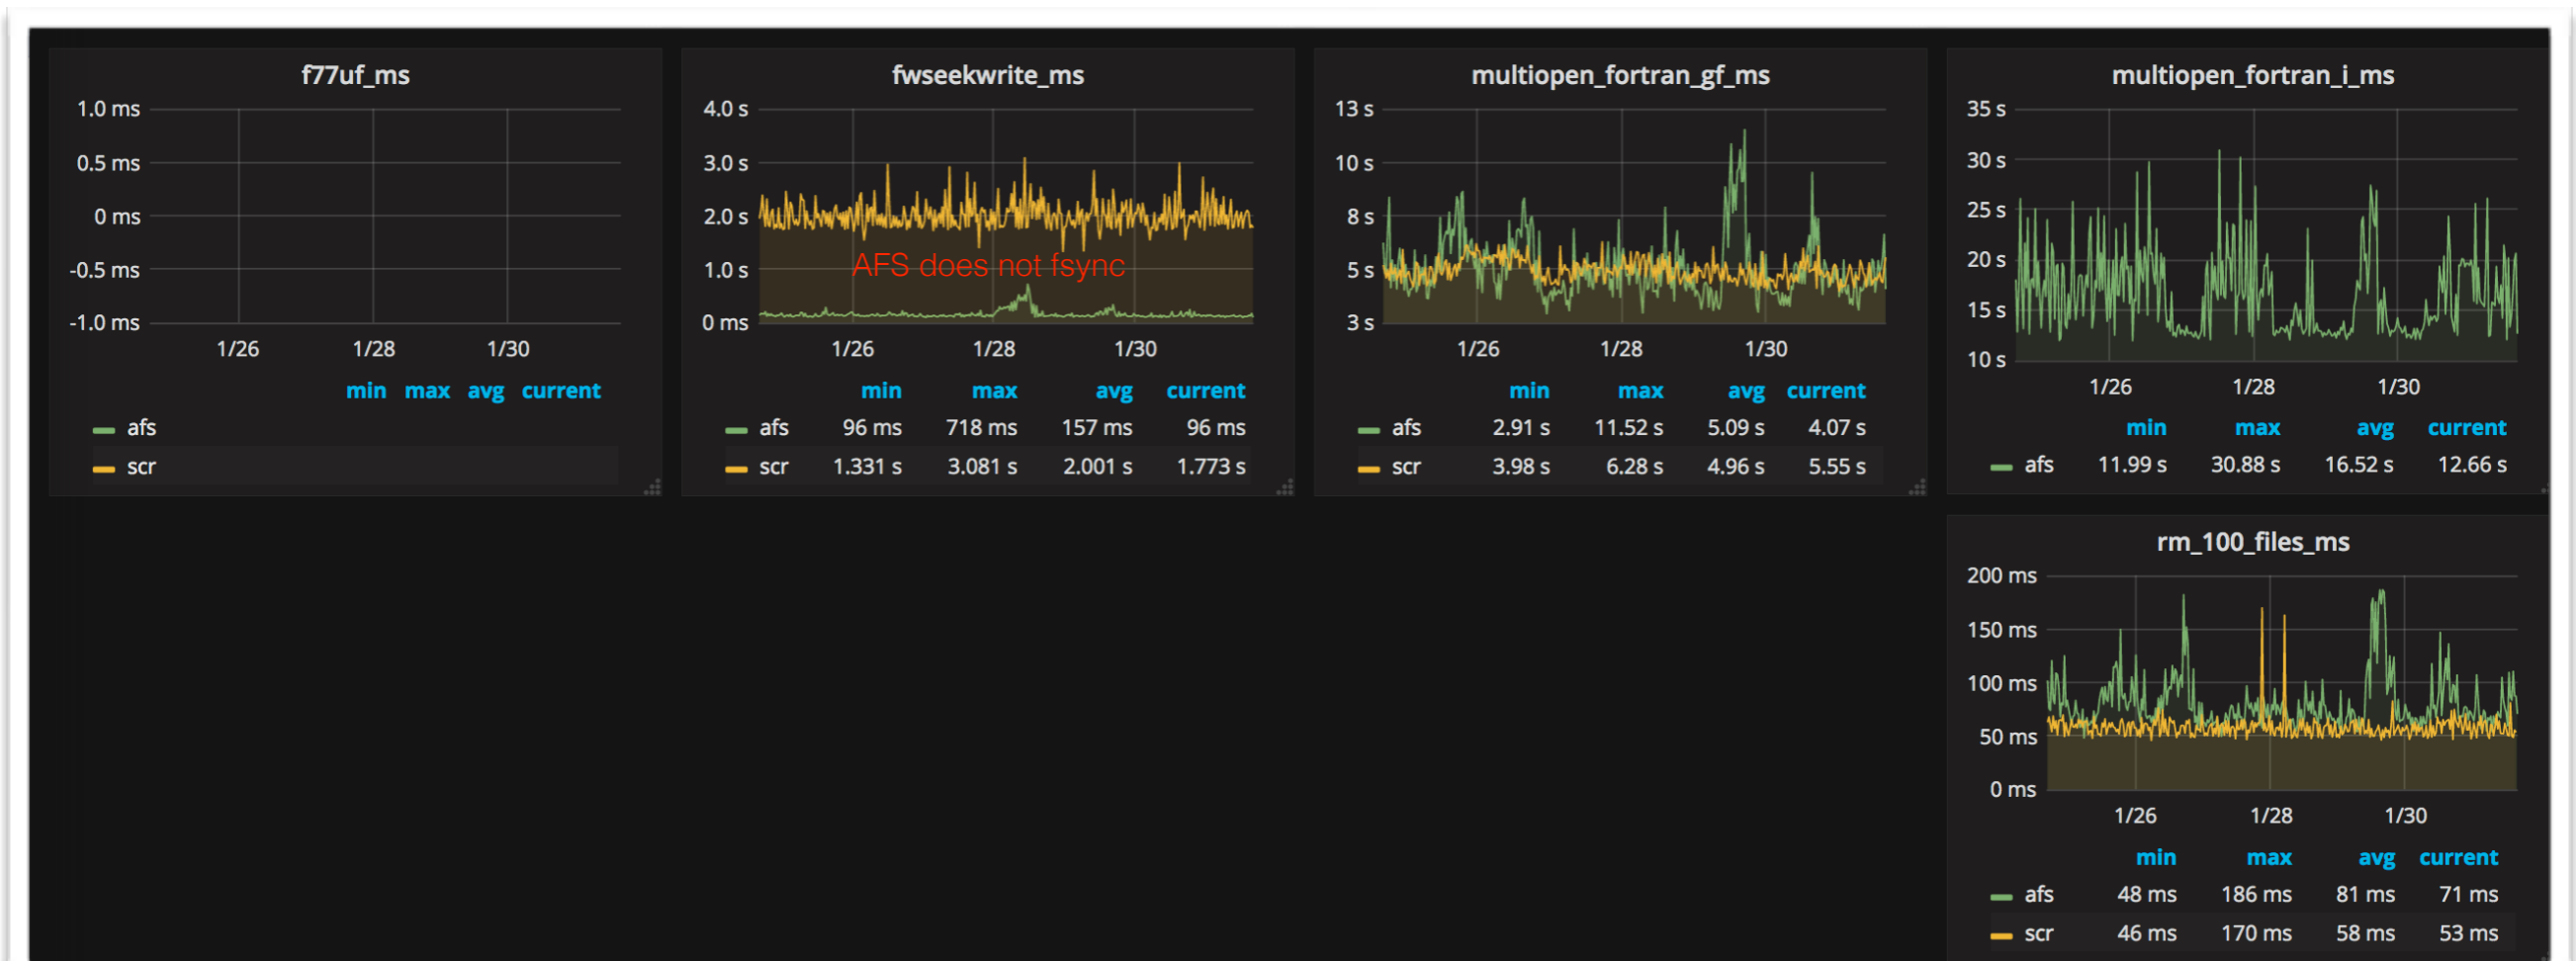 f77uf_ms
1.0 ms
0.5 ms
0 ms
-0.5 ms
-1.0 ms
1/26 1/28 1/30
min max avg current
afs
scr
fwseekwrite_ms
4.0 s
3.0 s
2.0 s
1.0 s
0 ms
AFS does not fsync
1/26 1/28 1/30
min max avg current
afs 96 ms 718 ms 157 ms 96 ms
scr 1.331 s 3.081 s 2.001 s 1.773 s
multiopen_fortran_gf_ms
13 s
10 s
8 s
5 s
3 s
1/26 1/28 1/30
min max avg current
afs 2.91 s 11.52 s 5.09 s 4.07 s
scr 3.98 s 6.28 s 4.96 s 5.55 s
multiopen_fortran_i_ms
35 s
30 s
25 s
20 s
15 s
10 s
1/26 1/28 1/30
min max avg current
afs 11.99 s 30.88 s 16.52 s 12.66 s
rm_100_files_ms
200 ms
150 ms
100 ms
50 ms
0 ms
1/26 1/28 1/30
min max avg current
afs 48 ms 186 ms 81 ms 71 ms
scr 46 ms 170 ms 58 ms 53 ms